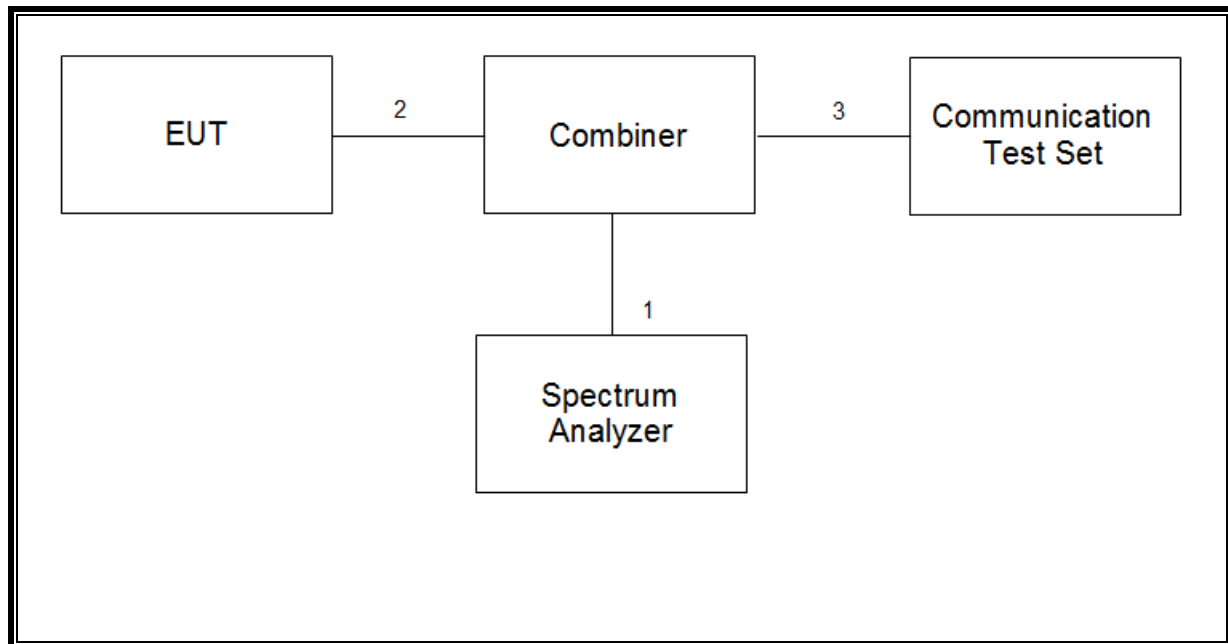 EUT
2
Combiner
3
Communication
Test Set
1
Spectrum
Analyzer